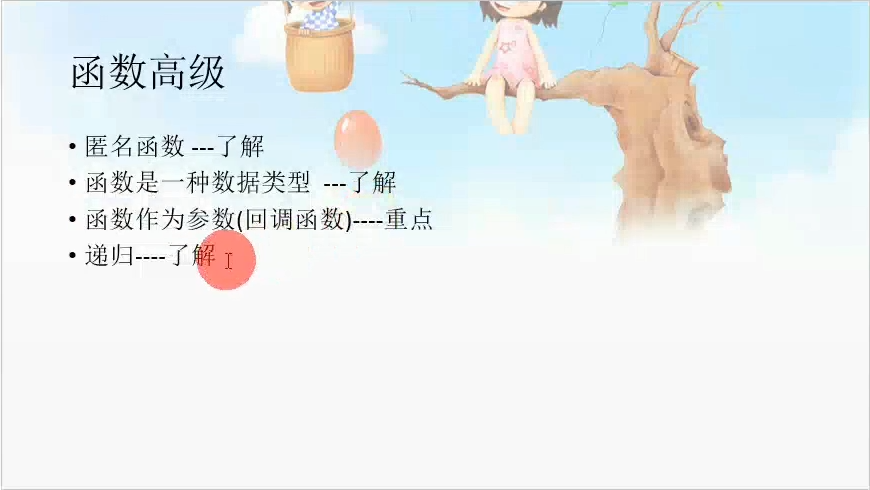 函数高级
• 匿名函数 ---了解
• 函数是一种数据类型 ---了解
• 函数作为参数(回调函数)----重点
• 递归----了解